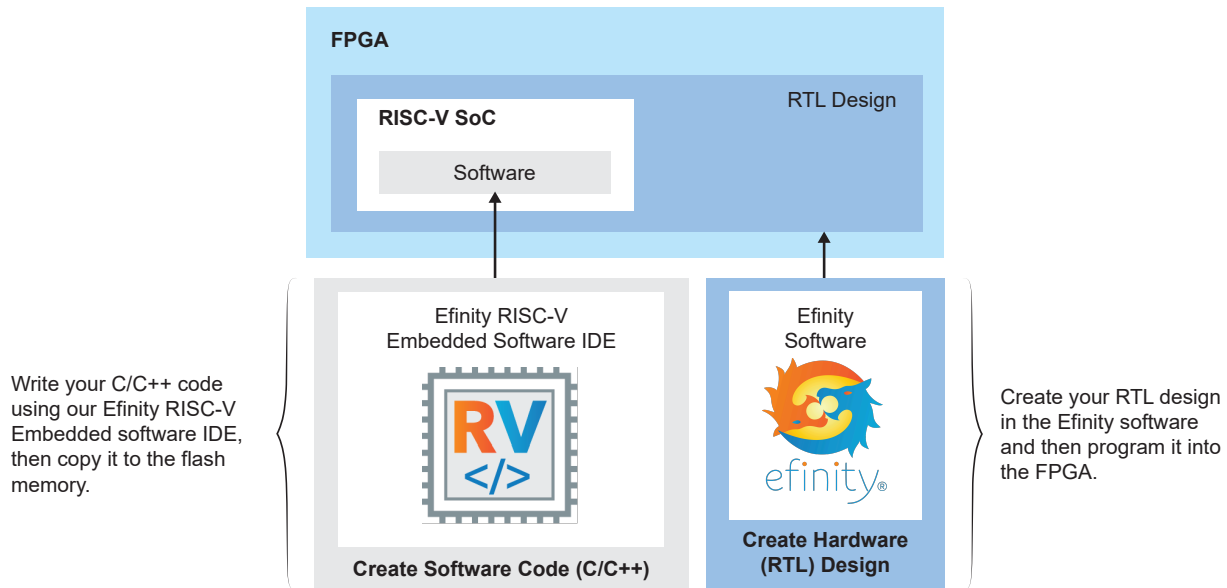 FPGA
RTL Design
RISC-V SoC
Software
Efinity RISC-V
Embedded Software IDE
RV
</>
Create Software Code (C/C++)
Efinity
Software
efinity®
Create Hardware
(RTL) Design
Write your C/C++ code
using our Efinity RISC-V
Embedded software IDE,
then copy it to the flash
memory.
Create your RTL design
in the Efinity software
and then program it into
the FPGA.